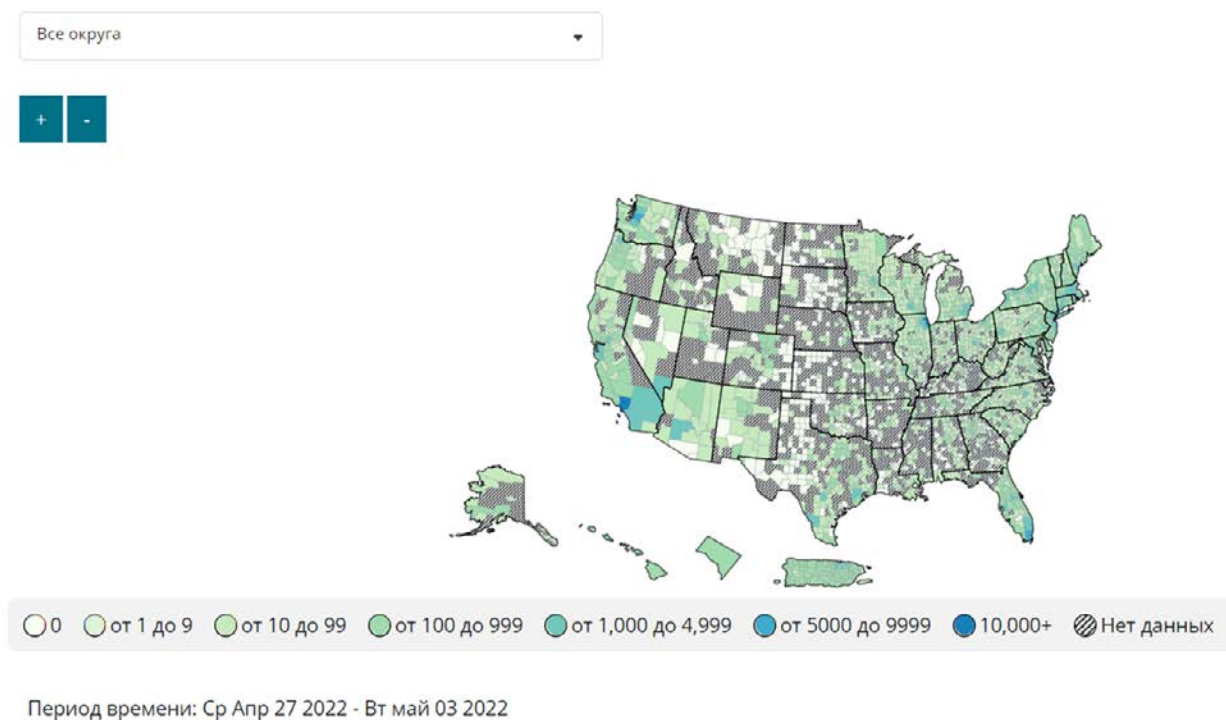 Все округа
+ -
0 от 1 до 9 от 10 до 99 от 100 до 999 от 1,000 до 4,999 от 5000 до 9999 10,000+ Нет данных
Период времени: Ср Апр 27 2022 - Вт май 03 2022